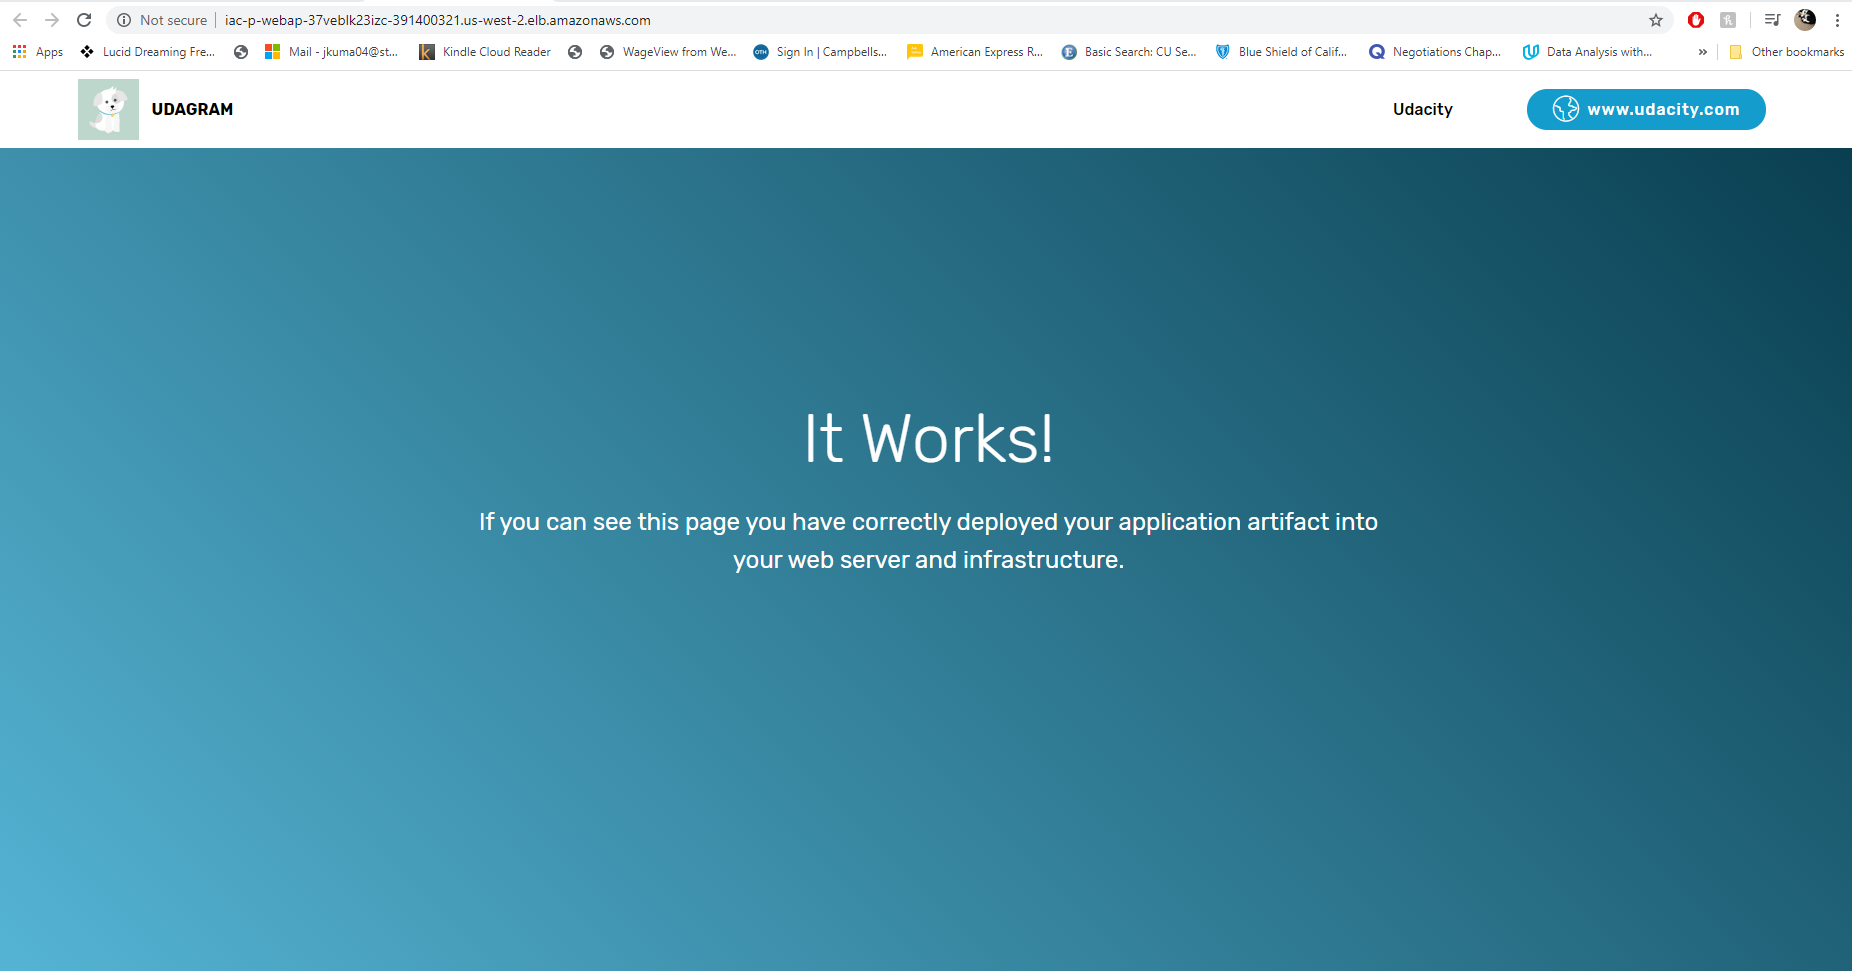 Not secure | iac-p-webap-37veblk23izc-391400321.us-west-2.elb.amazonaws.com
Apps Lucid Dreaming Fre... Mail - jkuma04@st... Kindle Cloud Reader WageView from We... OTH Sign In | Campbells... American Express R... Basic Search: CU Se... Blue Shield of Calif... Negotiations Chap... Data Analysis with... » Other bookmarks
UDAGRAM Udacity www.udacity.com
It Works!
If you can see this page you have correctly deployed your application artifact into
your web server and infrastructure.